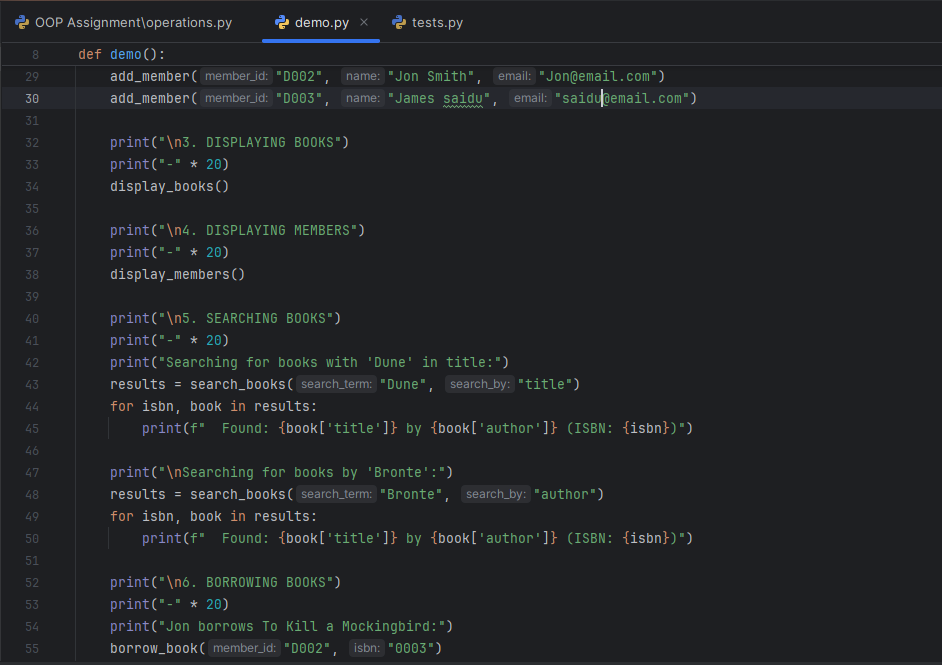 OOP Assignment\operations.py demo.py × tests.py
8 def demo():
29 add_member( member_id: "D002", name: "Jon Smith", email: "Jon@email.com")
30 add_member( member_id: "D003", name: "James saidu", email: "saidu@email.com")
31
32 print("\n3. DISPLAYING BOOKS")
33 print("-" * 20)
34 display_books()
35
36 print("\n4. DISPLAYING MEMBERS")
37 print("-" * 20)
38 display_members()
39
40 print("\n5. SEARCHING BOOKS")
41 print("-" * 20)
42 print("Searching for books with 'Dune' in title:")
43 results = search_books( search_term: "Dune", search_by: "title")
44 for isbn, book in results:
45 print(f"  Found: {book['title']} by {book['author']} (ISBN: {isbn})")
46
47 print("\nSearching for books by 'Bronte':")
48 results = search_books( search_term: "Bronte", search_by: "author")
49 for isbn, book in results:
50 print(f"  Found: {book['title']} by {book['author']} (ISBN: {isbn})")
51
52 print("\n6. BORROWING BOOKS")
53 print("-" * 20)
54 print("Jon borrows To Kill a Mockingbird:")
55 borrow_book( member_id: "D002", isbn: "0003")